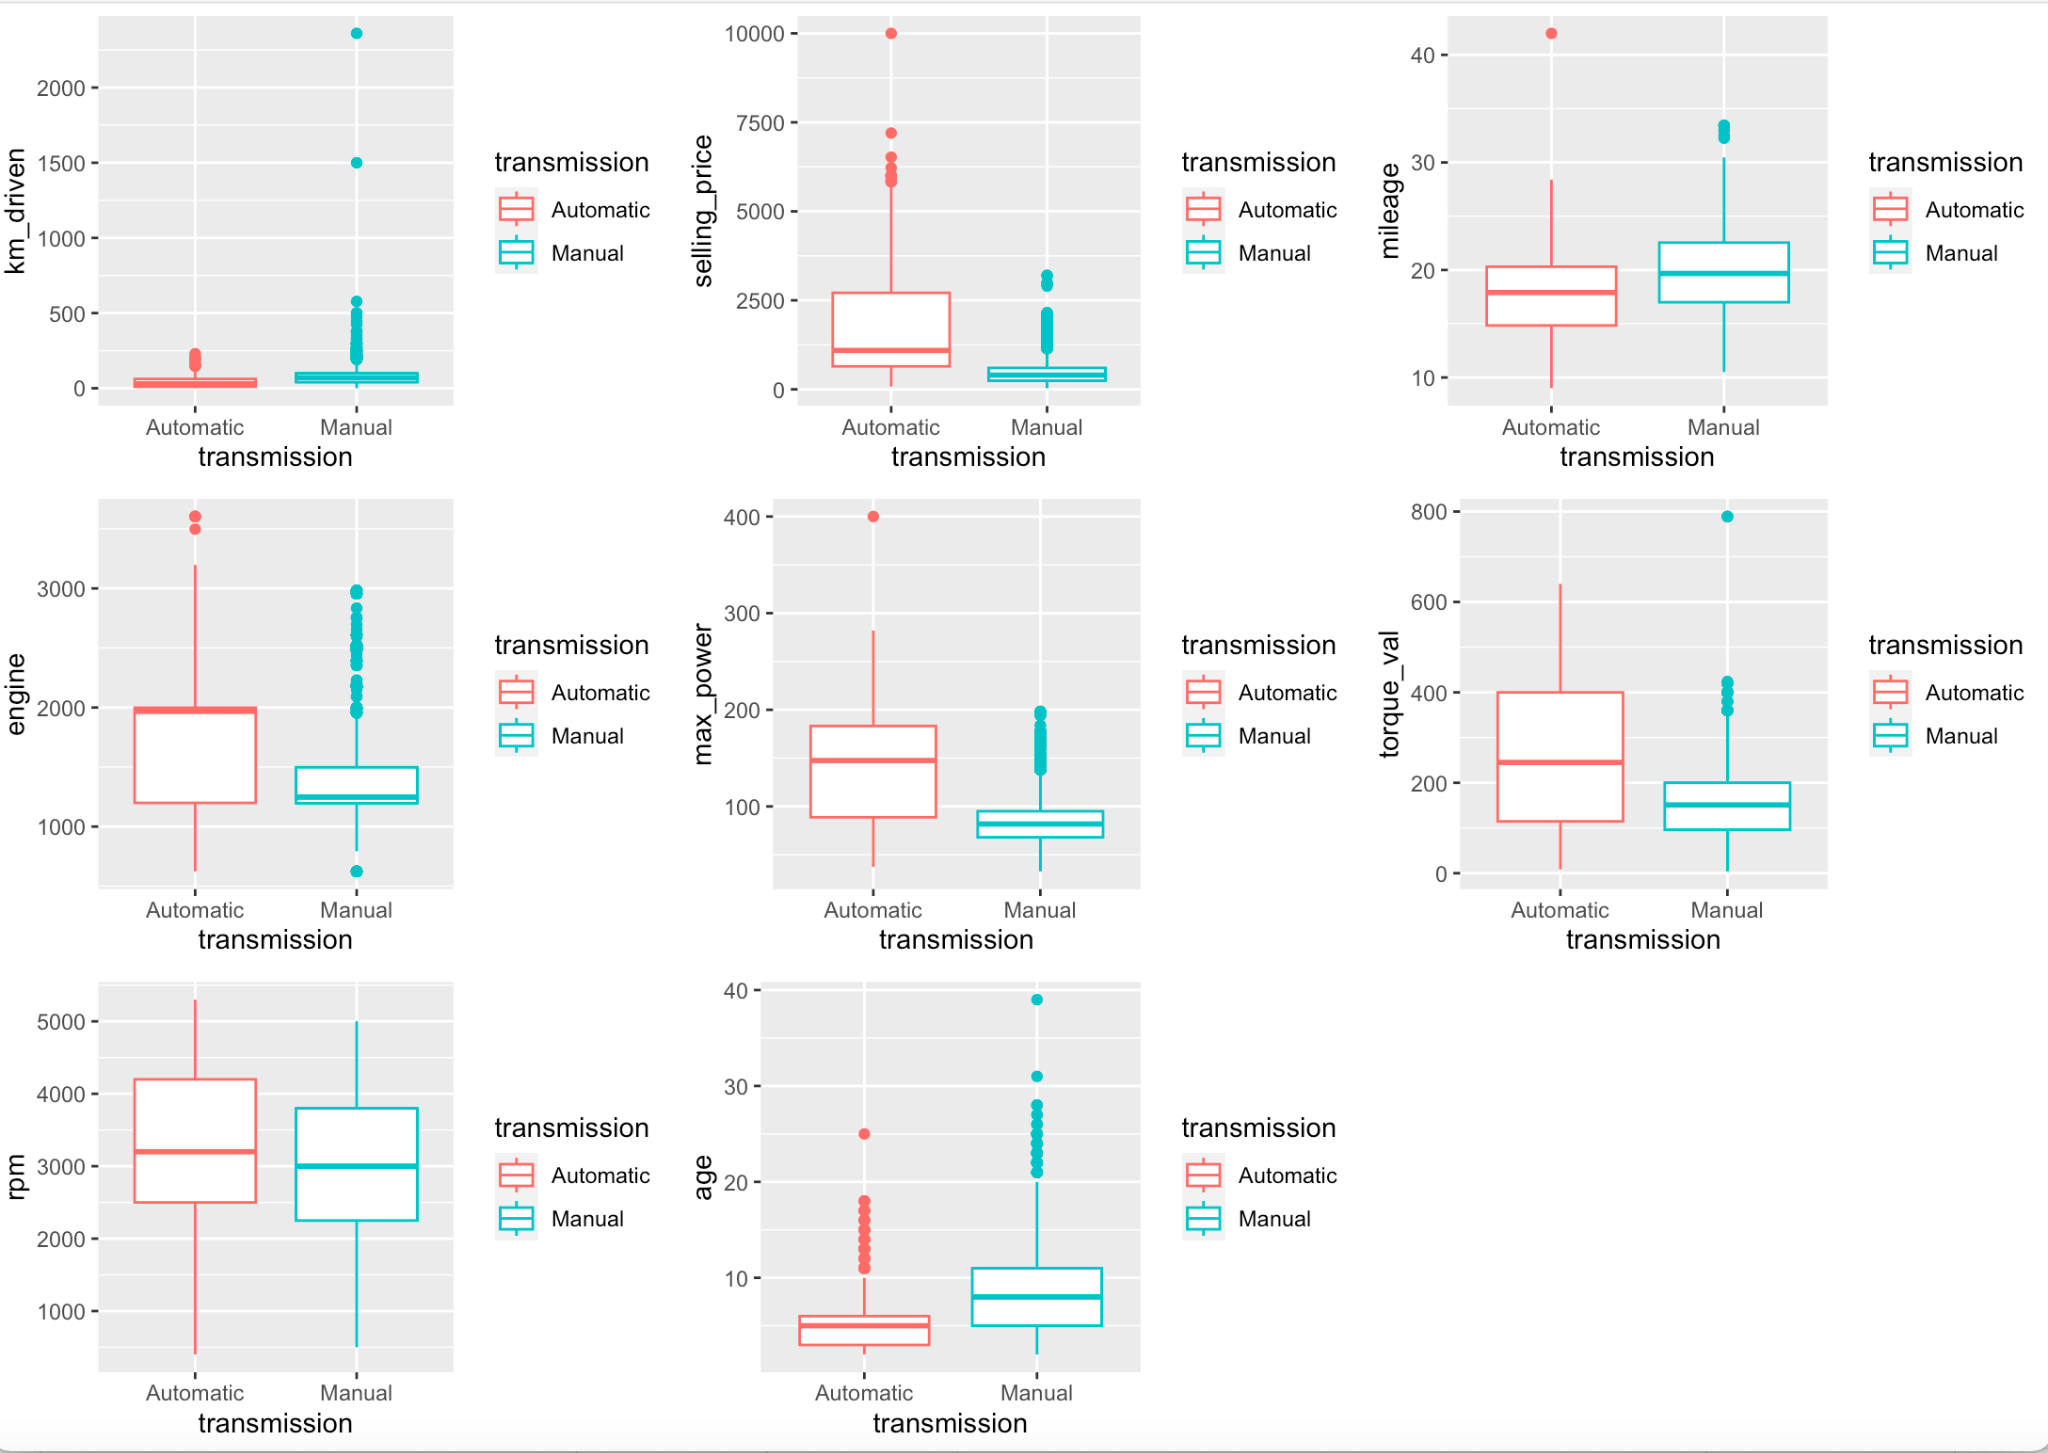 km_driven
2000
1500
1000
500
0
Automatic Manual
transmission
transmission
Automatic
Manual
selling_price
10000
7500
5000
2500
0
Automatic Manual
transmission
transmission
Automatic
Manual
mileage
40
30
20
10
Automatic Manual
transmission
transmission
Automatic
Manual
engine
3000
2000
1000
Automatic Manual
transmission
transmission
Automatic
Manual
max_power
400
300
200
100
Automatic Manual
transmission
transmission
Automatic
Manual
torque_val
800
600
400
200
0
Automatic Manual
transmission
transmission
Automatic
Manual
rpm
5000
4000
3000
2000
1000
Automatic Manual
transmission
transmission
Automatic
Manual
age
40
30
20
10
Automatic Manual
transmission
transmission
Automatic
Manual